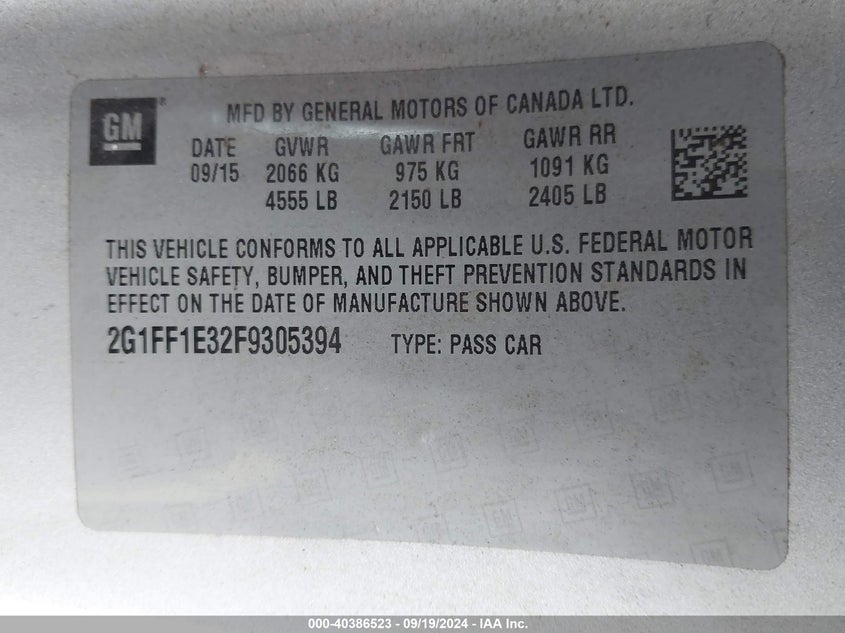 GM
MFD BY GENERAL MOTORS OF CANADA LTD.
DATE GVWR GAWR FRT GAWR RR
09/15 2066 KG 975 KG 1091 KG
4555 LB 2150 LB 2405 LB
THIS VEHICLE CONFORMS TO ALL APPLICABLE U.S. FEDERAL MOTOR
VEHICLE SAFETY, BUMPER, AND THEFT PREVENTION STANDARDS IN
EFFECT ON THE DATE OF MANUFACTURE SHOWN ABOVE.
2G1FF1E32F9305394 TYPE: PASS CAR
000-40386523 - 09/19/2024 - IAA Inc.